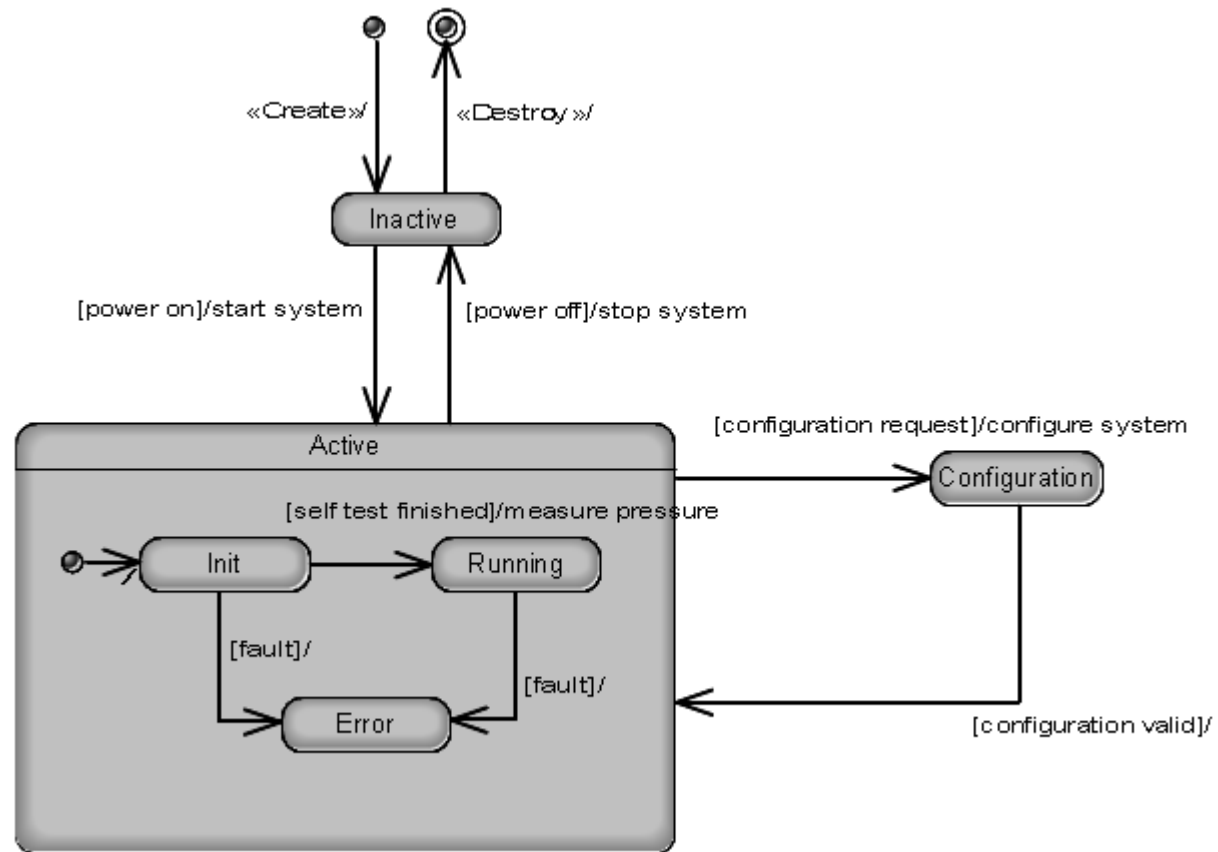 «Create»/
«Destroy»/
Inactive
[power on]/start system
[power off]/stop system
Active
[configuration request]/configure system
Configuration
[self test finished]/measure pressure
Init
Running
[fault]/
[fault]/
Error
[configuration valid]/